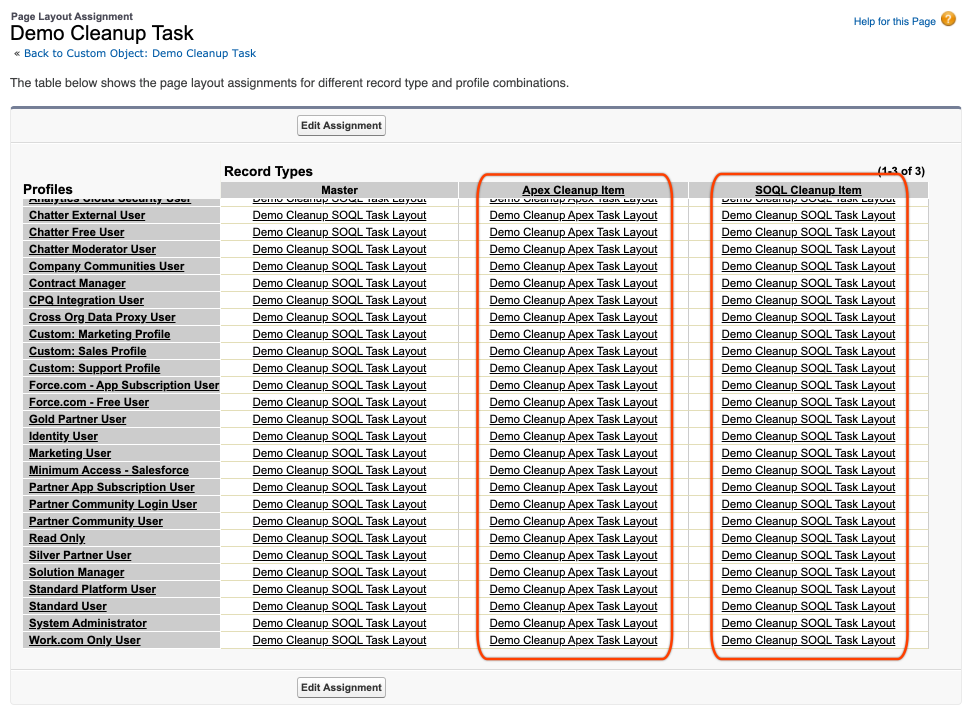 Page Layout Assignment
Demo Cleanup Task
Help for this Page ?
« Back to Custom Object: Demo Cleanup Task
The table below shows the page layout assignments for different record type and profile combinations.
Edit Assignment
Record Types (1-3 of 3)
Profiles Master Apex Cleanup Item SOQL Cleanup Item
Analytics Cloud Security User Demo Cleanup SOQL Task Layout Demo Cleanup Apex Task Layout Demo Cleanup SOQL Task Layout
Chatter External User Demo Cleanup SOQL Task Layout Demo Cleanup Apex Task Layout Demo Cleanup SOQL Task Layout
Chatter Free User Demo Cleanup SOQL Task Layout Demo Cleanup Apex Task Layout Demo Cleanup SOQL Task Layout
Chatter Moderator User Demo Cleanup SOQL Task Layout Demo Cleanup Apex Task Layout Demo Cleanup SOQL Task Layout
Company Communities User Demo Cleanup SOQL Task Layout Demo Cleanup Apex Task Layout Demo Cleanup SOQL Task Layout
Contract Manager Demo Cleanup SOQL Task Layout Demo Cleanup Apex Task Layout Demo Cleanup SOQL Task Layout
CPQ Integration User Demo Cleanup SOQL Task Layout Demo Cleanup Apex Task Layout Demo Cleanup SOQL Task Layout
Cross Org Data Proxy User Demo Cleanup SOQL Task Layout Demo Cleanup Apex Task Layout Demo Cleanup SOQL Task Layout
Custom: Marketing Profile Demo Cleanup SOQL Task Layout Demo Cleanup Apex Task Layout Demo Cleanup SOQL Task Layout
Custom: Sales Profile Demo Cleanup SOQL Task Layout Demo Cleanup Apex Task Layout Demo Cleanup SOQL Task Layout
Custom: Support Profile Demo Cleanup SOQL Task Layout Demo Cleanup Apex Task Layout Demo Cleanup SOQL Task Layout
Force.com - App Subscription User Demo Cleanup SOQL Task Layout Demo Cleanup Apex Task Layout Demo Cleanup SOQL Task Layout
Force.com - Free User Demo Cleanup SOQL Task Layout Demo Cleanup Apex Task Layout Demo Cleanup SOQL Task Layout
Gold Partner User Demo Cleanup SOQL Task Layout Demo Cleanup Apex Task Layout Demo Cleanup SOQL Task Layout
Identity User Demo Cleanup SOQL Task Layout Demo Cleanup Apex Task Layout Demo Cleanup SOQL Task Layout
Marketing User Demo Cleanup SOQL Task Layout Demo Cleanup Apex Task Layout Demo Cleanup SOQL Task Layout
Minimum Access - Salesforce Demo Cleanup SOQL Task Layout Demo Cleanup Apex Task Layout Demo Cleanup SOQL Task Layout
Partner App Subscription User Demo Cleanup SOQL Task Layout Demo Cleanup Apex Task Layout Demo Cleanup SOQL Task Layout
Partner Community Login User Demo Cleanup SOQL Task Layout Demo Cleanup Apex Task Layout Demo Cleanup SOQL Task Layout
Partner Community User Demo Cleanup SOQL Task Layout Demo Cleanup Apex Task Layout Demo Cleanup SOQL Task Layout
Read Only Demo Cleanup SOQL Task Layout Demo Cleanup Apex Task Layout Demo Cleanup SOQL Task Layout
Silver Partner User Demo Cleanup SOQL Task Layout Demo Cleanup Apex Task Layout Demo Cleanup SOQL Task Layout
Solution Manager Demo Cleanup SOQL Task Layout Demo Cleanup Apex Task Layout Demo Cleanup SOQL Task Layout
Standard Platform User Demo Cleanup SOQL Task Layout Demo Cleanup Apex Task Layout Demo Cleanup SOQL Task Layout
Standard User Demo Cleanup SOQL Task Layout Demo Cleanup Apex Task Layout Demo Cleanup SOQL Task Layout
System Administrator Demo Cleanup SOQL Task Layout Demo Cleanup Apex Task Layout Demo Cleanup SOQL Task Layout
Work.com Only User Demo Cleanup SOQL Task Layout Demo Cleanup Apex Task Layout Demo Cleanup SOQL Task Layout
Edit Assignment